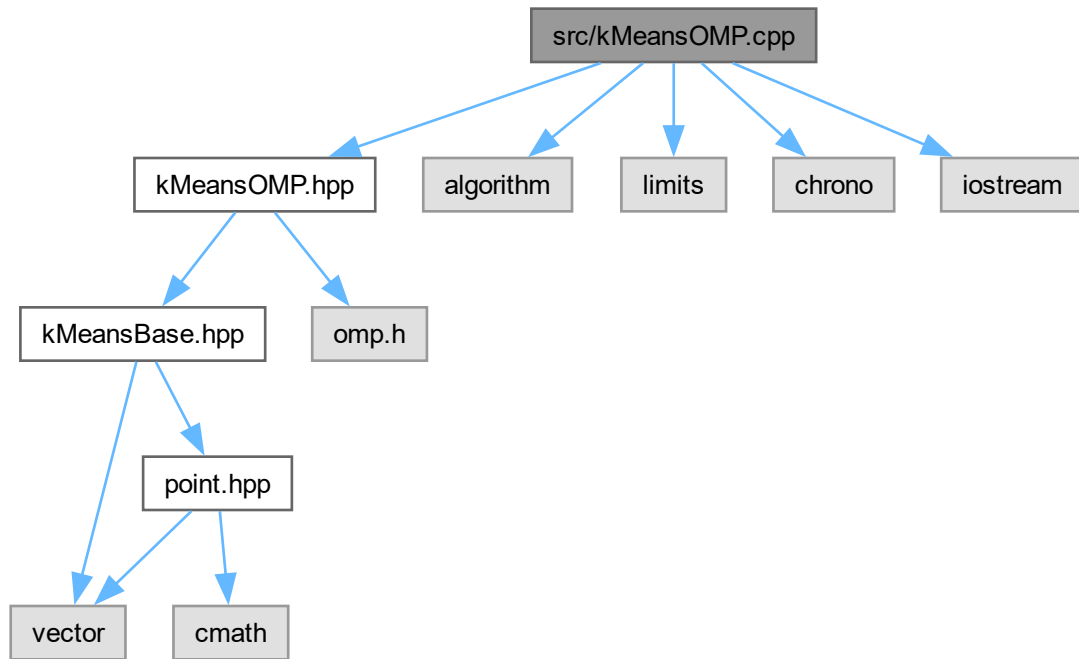 src/kMeansOMP.cpp
kMeansOMP.hpp
algorithm
limits
chrono
iostream
kMeansBase.hpp
omp.h
point.hpp
vector
cmath